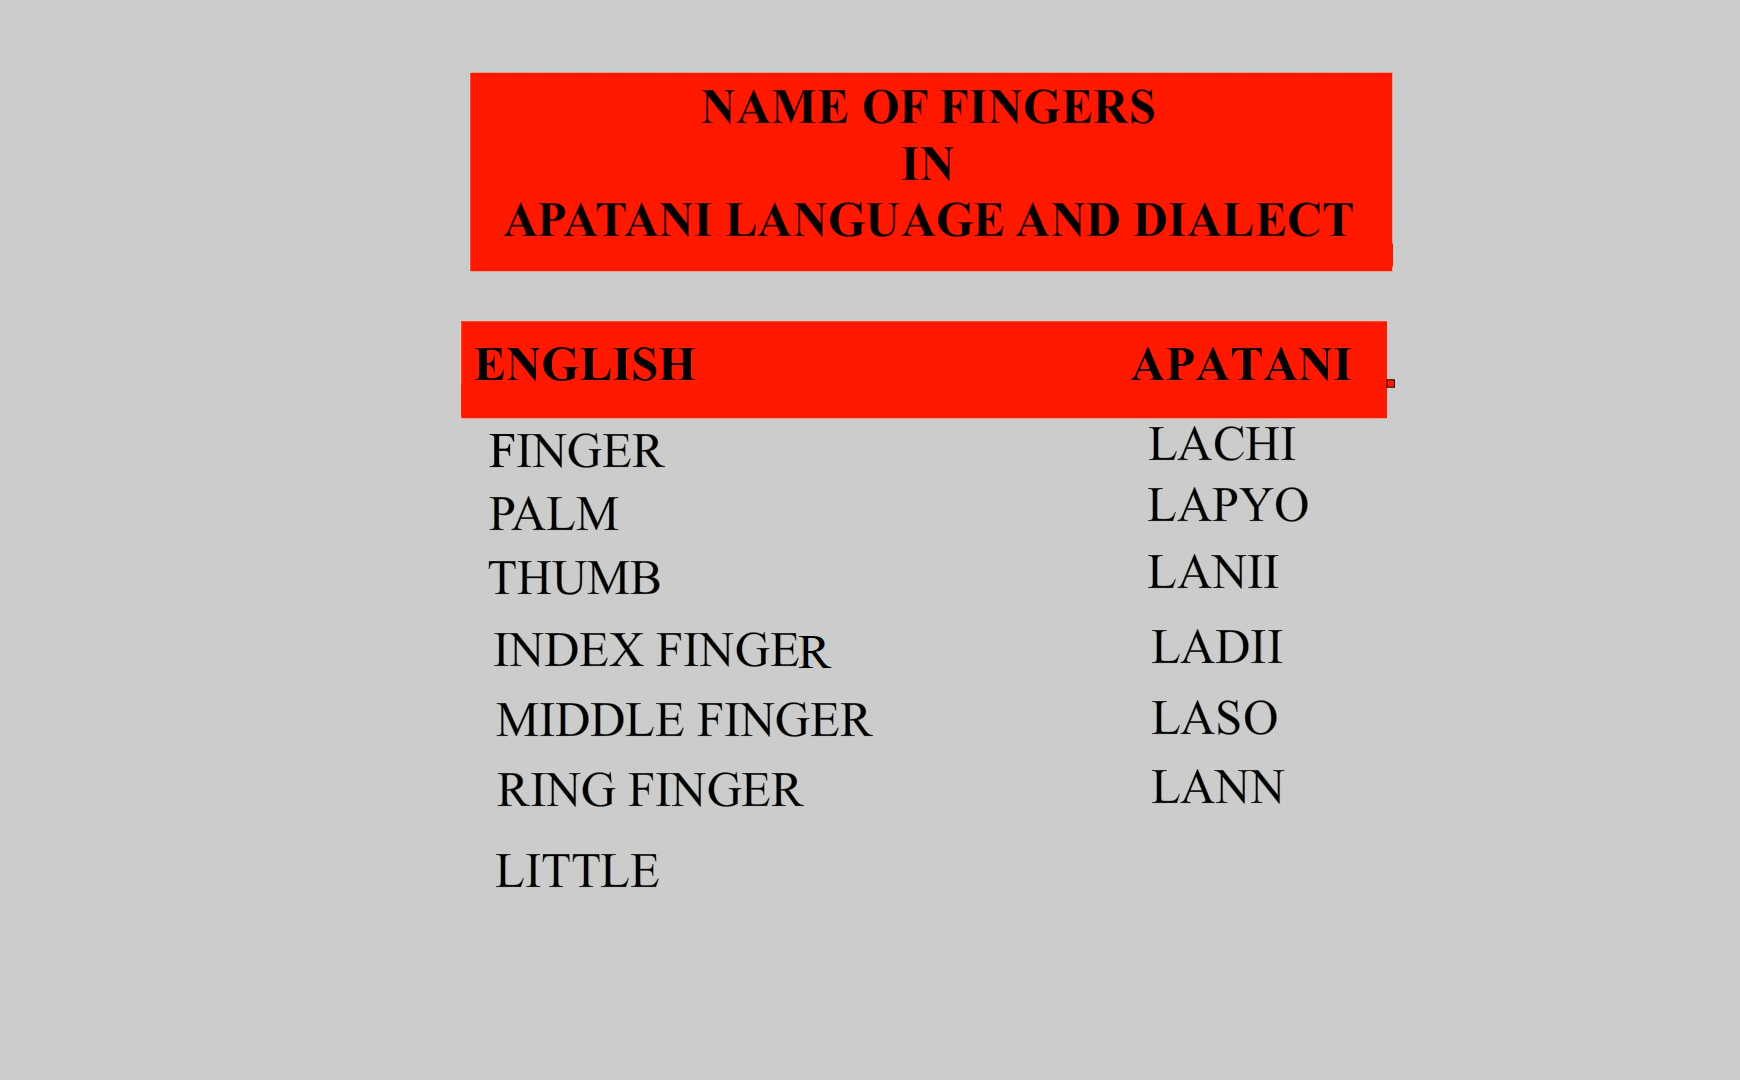 NAME OF FINGERS
IN
APATANI LANGUAGE AND DIALECT
ENGLISH APATANI
FINGER LACHI
PALM LAPYO
THUMB LANII
INDEX FINGER LADII
MIDDLE FINGER LASO
RING FINGER LANN
LITTLE